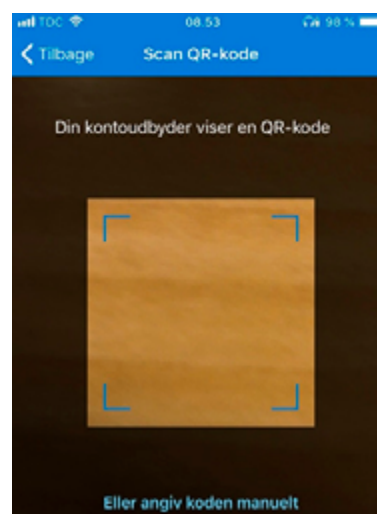 TDC 08.53 98 %
Tilbage Scan QR-kode
Din kontoudbyder viser en QR-kode
Eller angiv koden manuelt